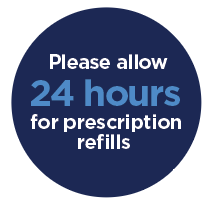 Please allow
24 hours
for prescription
refills